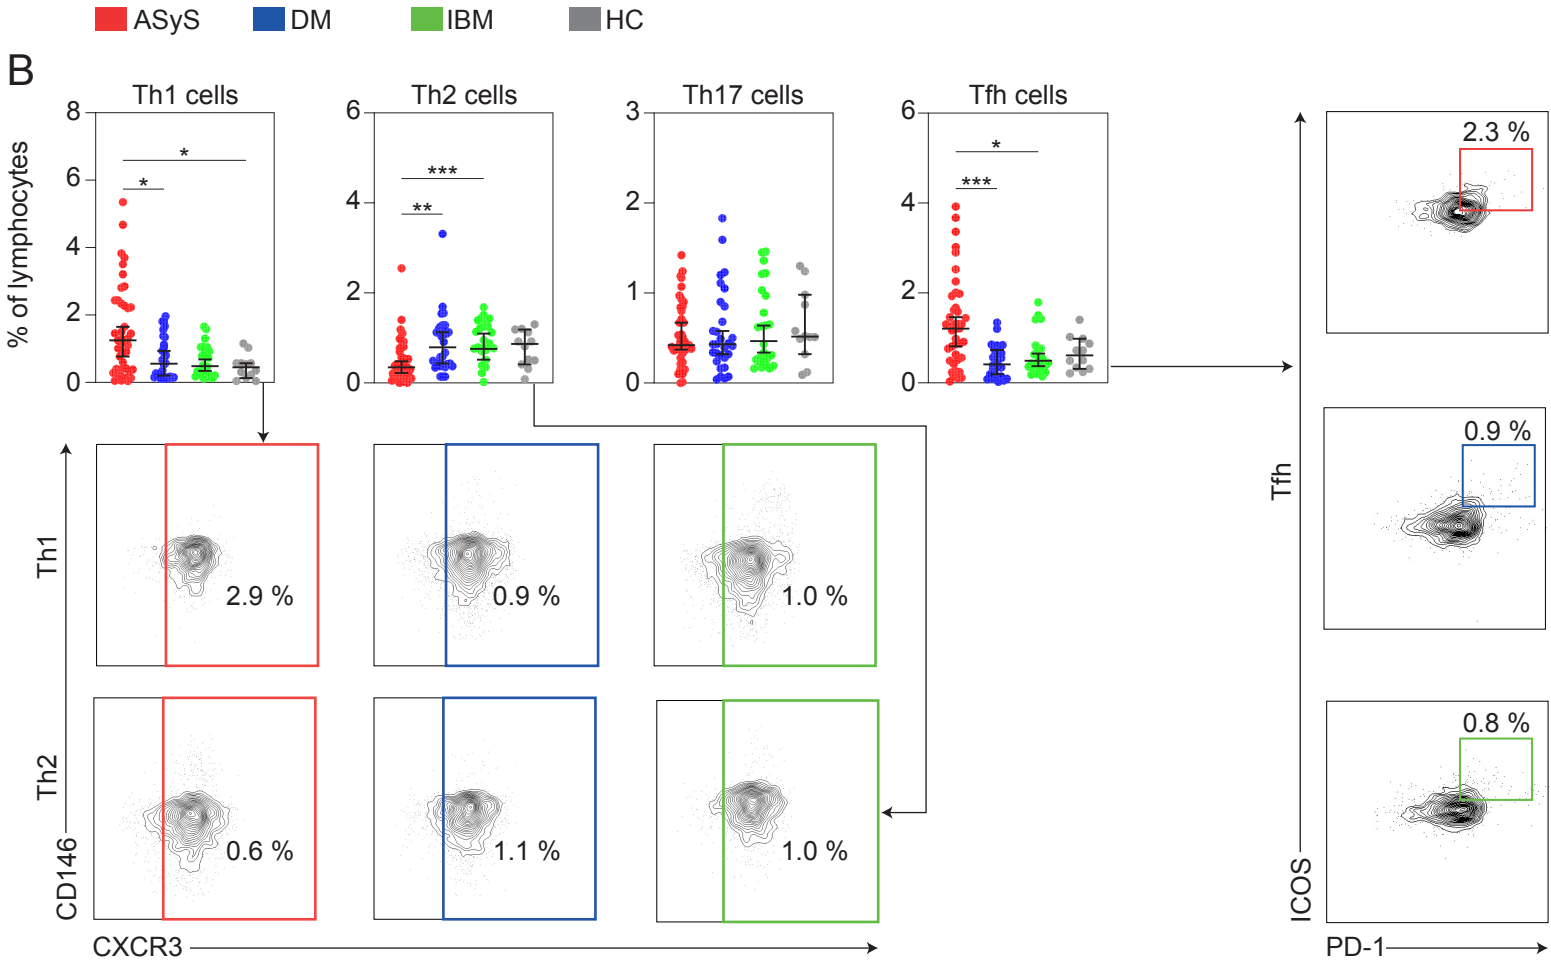 ASyS DM IBM HC
B
Th1 cells Th2 cells Th17 cells Tfh cells
% of lymphocytes
8
6
4
2
0
* *
6
4
2
0
*** **
3
2
1
0
6
4
2
0
* ***
Th1
2.9 % 0.9 % 1.0 %
Th2
0.6 % 1.1 % 1.0 %
CD146
CXCR3
2.3 %
0.9 %
0.8 %
Tfh
ICOS
PD-1